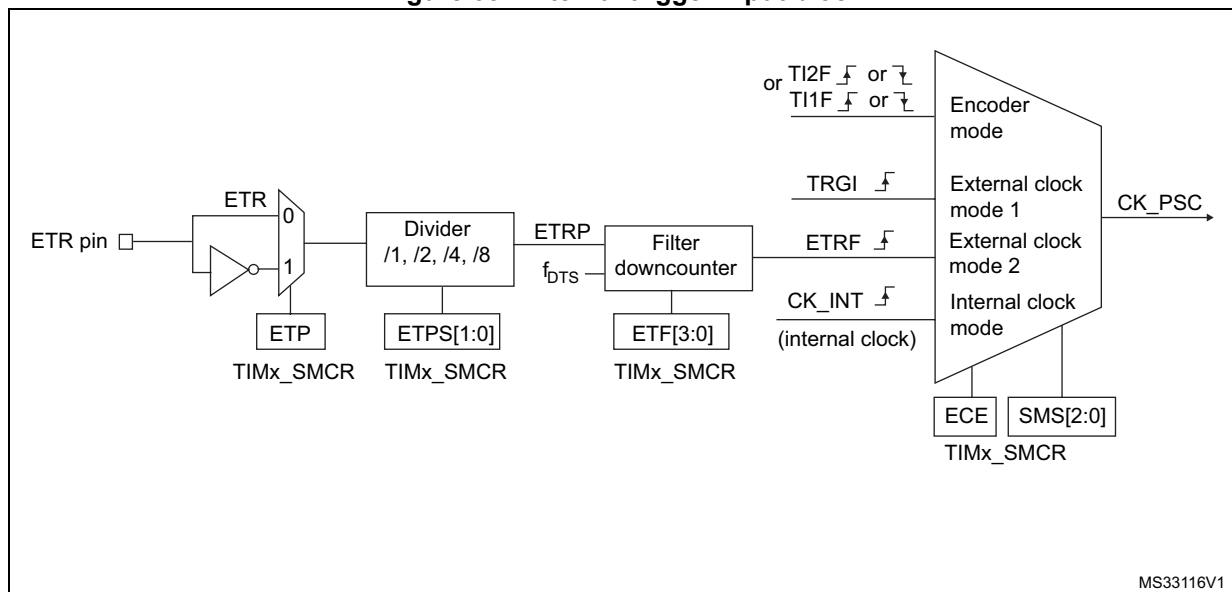 or TI2F or
TI1F or
Encoder
mode
TRGI
External clock
mode 1
CK_PSC
ETR
0
ETR pin
1
Divider
/1, /2, /4, /8
ETRP
fDTS
Filter
downcounter
ETRF
External clock
mode 2
CK_INT
(internal clock)
Internal clock
mode
ETP
TIMx_SMCR
ETPS[1:0]
TIMx_SMCR
ETF[3:0]
TIMx_SMCR
ECE
SMS[2:0]
TIMx_SMCR
MS33116V1